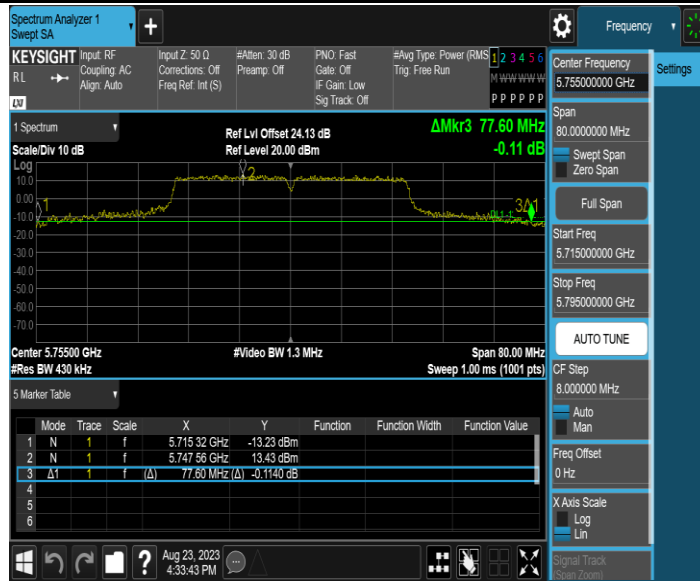 Spectrum Analyzer 1
Swept SA
+
Frequency
KEYSIGHT
RL
LXI
Input: RF
Coupling: AC
Align: Auto
Input Z: 50 Ω
Corrections: Off
Freq Ref: Int (S)
#Atten: 30 dB
Preamp: Off
PNO: Fast
Gate: Off
IF Gain: Low
Sig Track: Off
#Avg Type: Power (RMS
Trig: Free Run
1 2 3 4 5 6
M W W W W W
P P P P P P
Center Frequency
5.755000000 GHz
Settings
Span
80.0000000 MHz
Swept Span
Zero Span
Full Span
Start Freq
5.715000000 GHz
Stop Freq
5.795000000 GHz
AUTO TUNE
CF Step
8.000000 MHz
Auto
Man
Freq Offset
0 Hz
X Axis Scale
Log
Lin
Signal Track
(Span Zoom)
1 Spectrum
Scale/Div 10 dB
Ref Lvl Offset 24.13 dB
Ref Level 20.00 dBm
ΔMkr3 77.60 MHz
-0.11 dB
Log
10.0
0.00
-10.0
-20.0
-30.0
-40.0
-50.0
-60.0
-70.0
1
2
3Δ1
Center 5.75500 GHz
#Video BW 1.3 MHz
Span 80.00 MHz
#Res BW 430 kHz
Sweep 1.00 ms (1001 pts)
5 Marker Table
Mode Trace Scale X Y Function Function Width Function Value
1 N 1 f 5.715 32 GHz -13.23 dBm
2 N 1 f 5.747 56 GHz 13.43 dBm
3 Δ1 1 f (Δ) 77.60 MHz (Δ) -0.1140 dB
4
5
6
?
Aug 23, 2023
4:33:43 PM